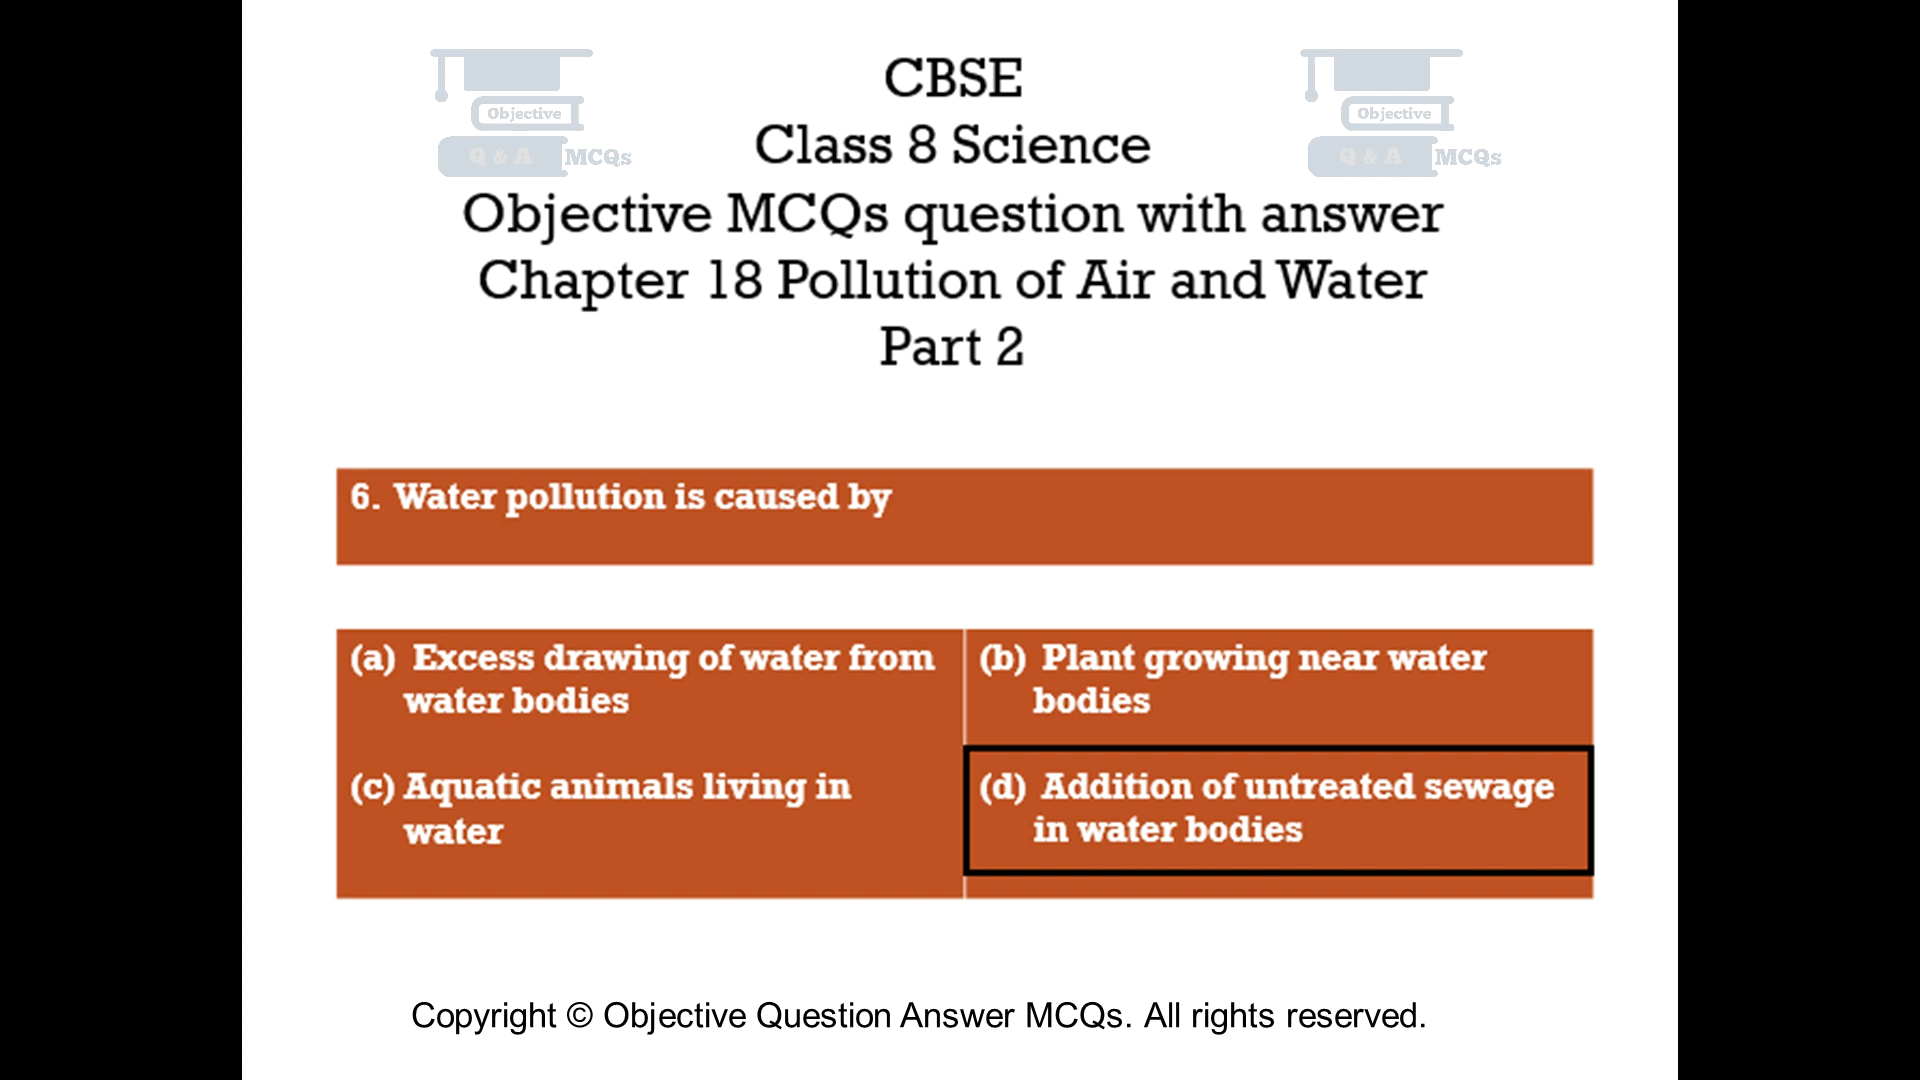 Objective
Q & A MCQs
Objective
Q & A MCQs
CBSE
Class 8 Science
Objective MCQs question with answer
Chapter 18 Pollution of Air and Water
Part 2
6. Water pollution is caused by
(a) Excess drawing of water from
water bodies
(b) Plant growing near water
bodies
(c) Aquatic animals living in
water
(d) Addition of untreated sewage
in water bodies
Copyright © Objective Question Answer MCQs. All rights reserved.